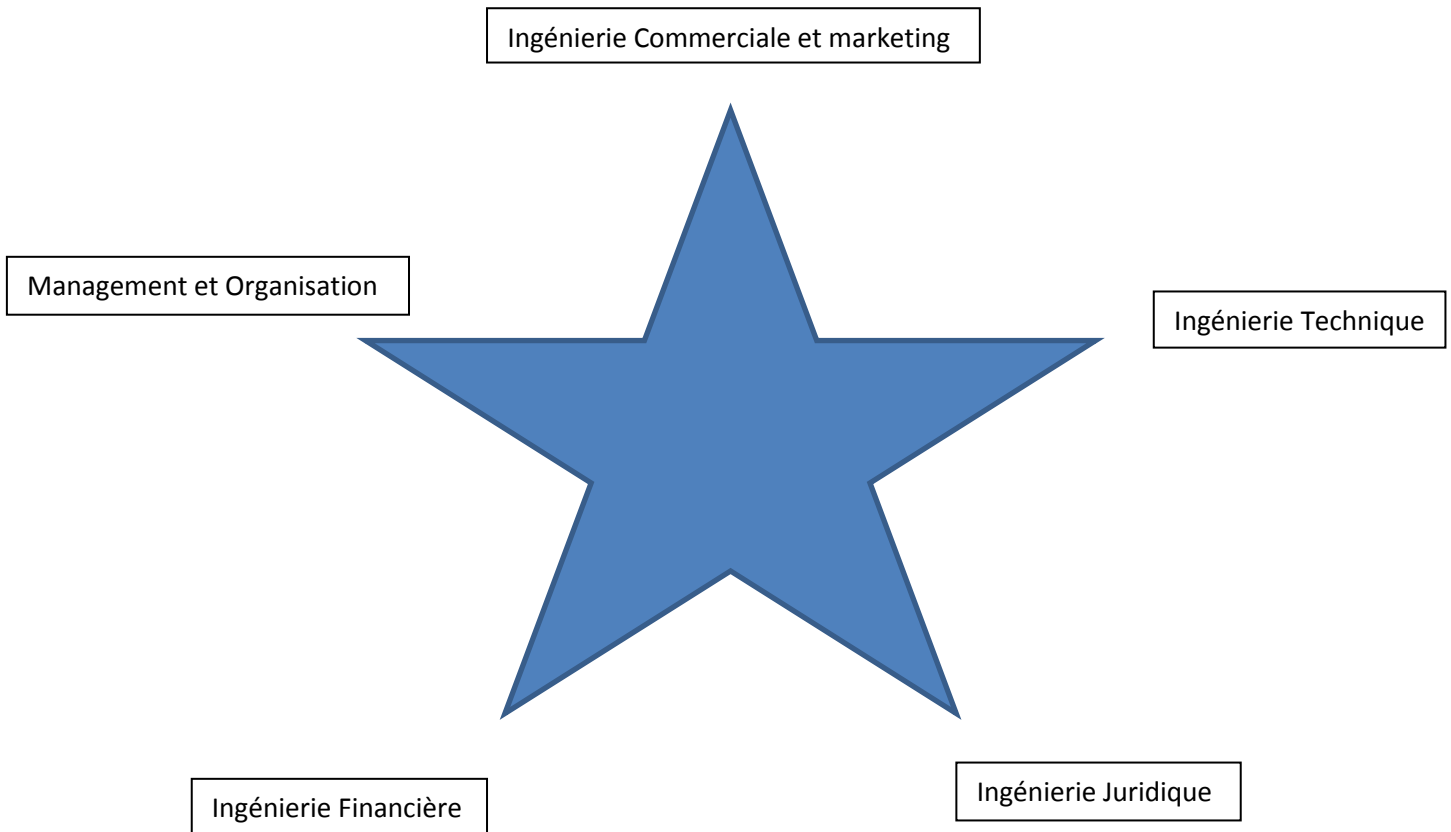 Ingénierie Commerciale et marketing
Management et Organisation
Ingénierie Technique
Ingénierie Financière
Ingénierie Juridique